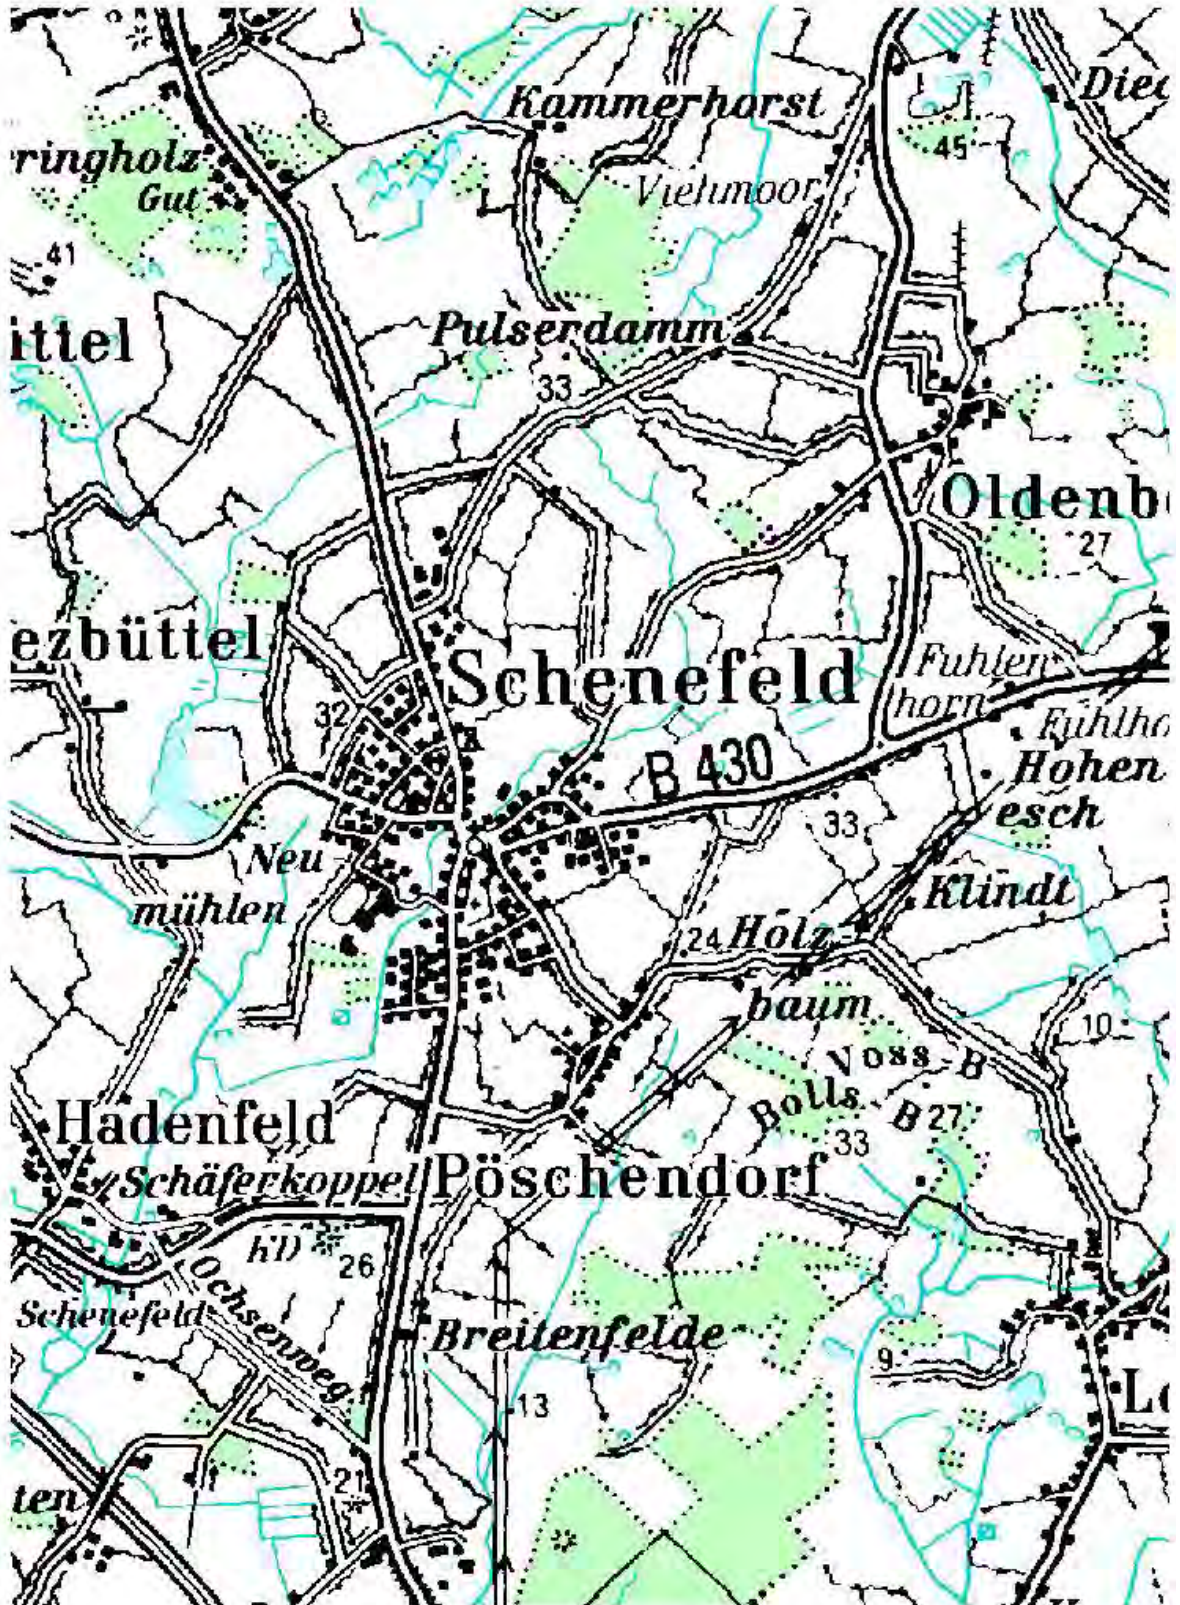 Kammerhorst
Died
ringholz
Gut
45
Viehmoor
41
ittel
Pulserdamm
33
Oldenb
27
ezbüttel
Schenefeld
Fuhlen
horn
32
K
B 430
Fuhlho
Hohen
esch
33
Neu-
mühlen
Klindt
24 Holz-
baum
10
Voss-B
Bolls-B
27
33
Hadenfeld
Schäferkoppel
Pöschendorf
KD
26
Ochsenweg
Schenefeld
Breitenfelde
9
13
Lo
ten
21